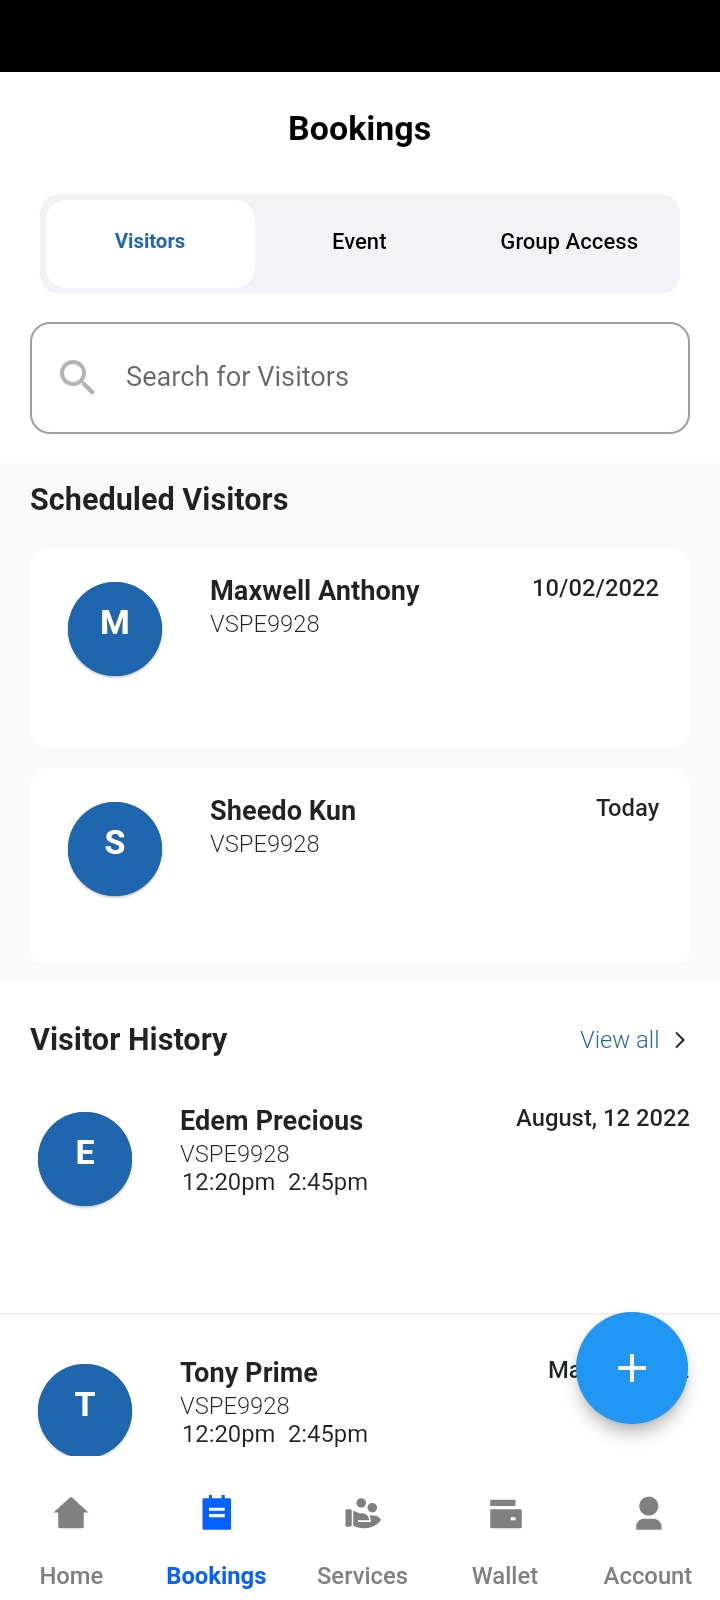 Bookings
Visitors Event Group Access
Search for Visitors
Scheduled Visitors
M Maxwell Anthony 10/02/2022
VSPE9928
S Sheedo Kun Today
VSPE9928
Visitor History View all
E Edem Precious August, 12 2022
VSPE9928
12:20pm 2:45pm
T Tony Prime
VSPE9928
12:20pm 2:45pm
Home Bookings Services Wallet Account